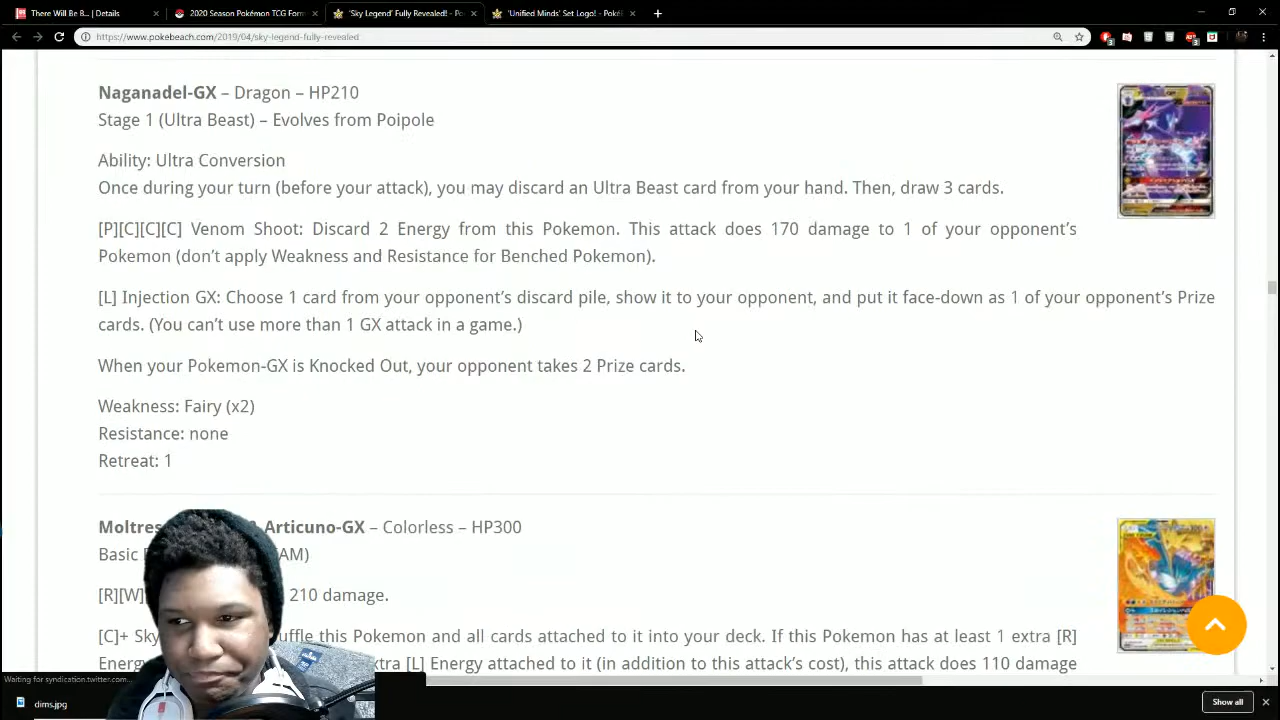 There Will Be B... | Details
2020 Season Pokémon TCG Form
'Sky Legend' Fully Revealed! - Po
'Unified Minds' Set Logo! - Poké
https://www.pokebeach.com/2019/04/sky-legend-fully-revealed
Naganadel-GX – Dragon – HP210
Stage 1 (Ultra Beast) – Evolves from Poipole
Ability: Ultra Conversion
Once during your turn (before your attack), you may discard an Ultra Beast card from your hand. Then, draw 3 cards.
[P][C][C][C] Venom Shoot: Discard 2 Energy from this Pokemon. This attack does 170 damage to 1 of your opponent's
Pokemon (don't apply Weakness and Resistance for Benched Pokemon).
[L] Injection GX: Choose 1 card from your opponent's discard pile, show it to your opponent, and put it face-down as 1 of your opponent's Prize
cards. (You can't use more than 1 GX attack in a game.)
When your Pokemon-GX is Knocked Out, your opponent takes 2 Prize cards.
Weakness: Fairy (x2)
Resistance: none
Retreat: 1
Moltres Articuno-GX – Colorless – HP300
Basic AM)
[R][W] 210 damage.
[C]+ Sky uffle this Pokemon and all cards attached to it into your deck. If this Pokemon has at least 1 extra [R]
Energy xtra [L] Energy attached to it (in addition to this attack's cost), this attack does 110 damage
Waiting for syndication.twitter.com...
dims.jpg
Show all